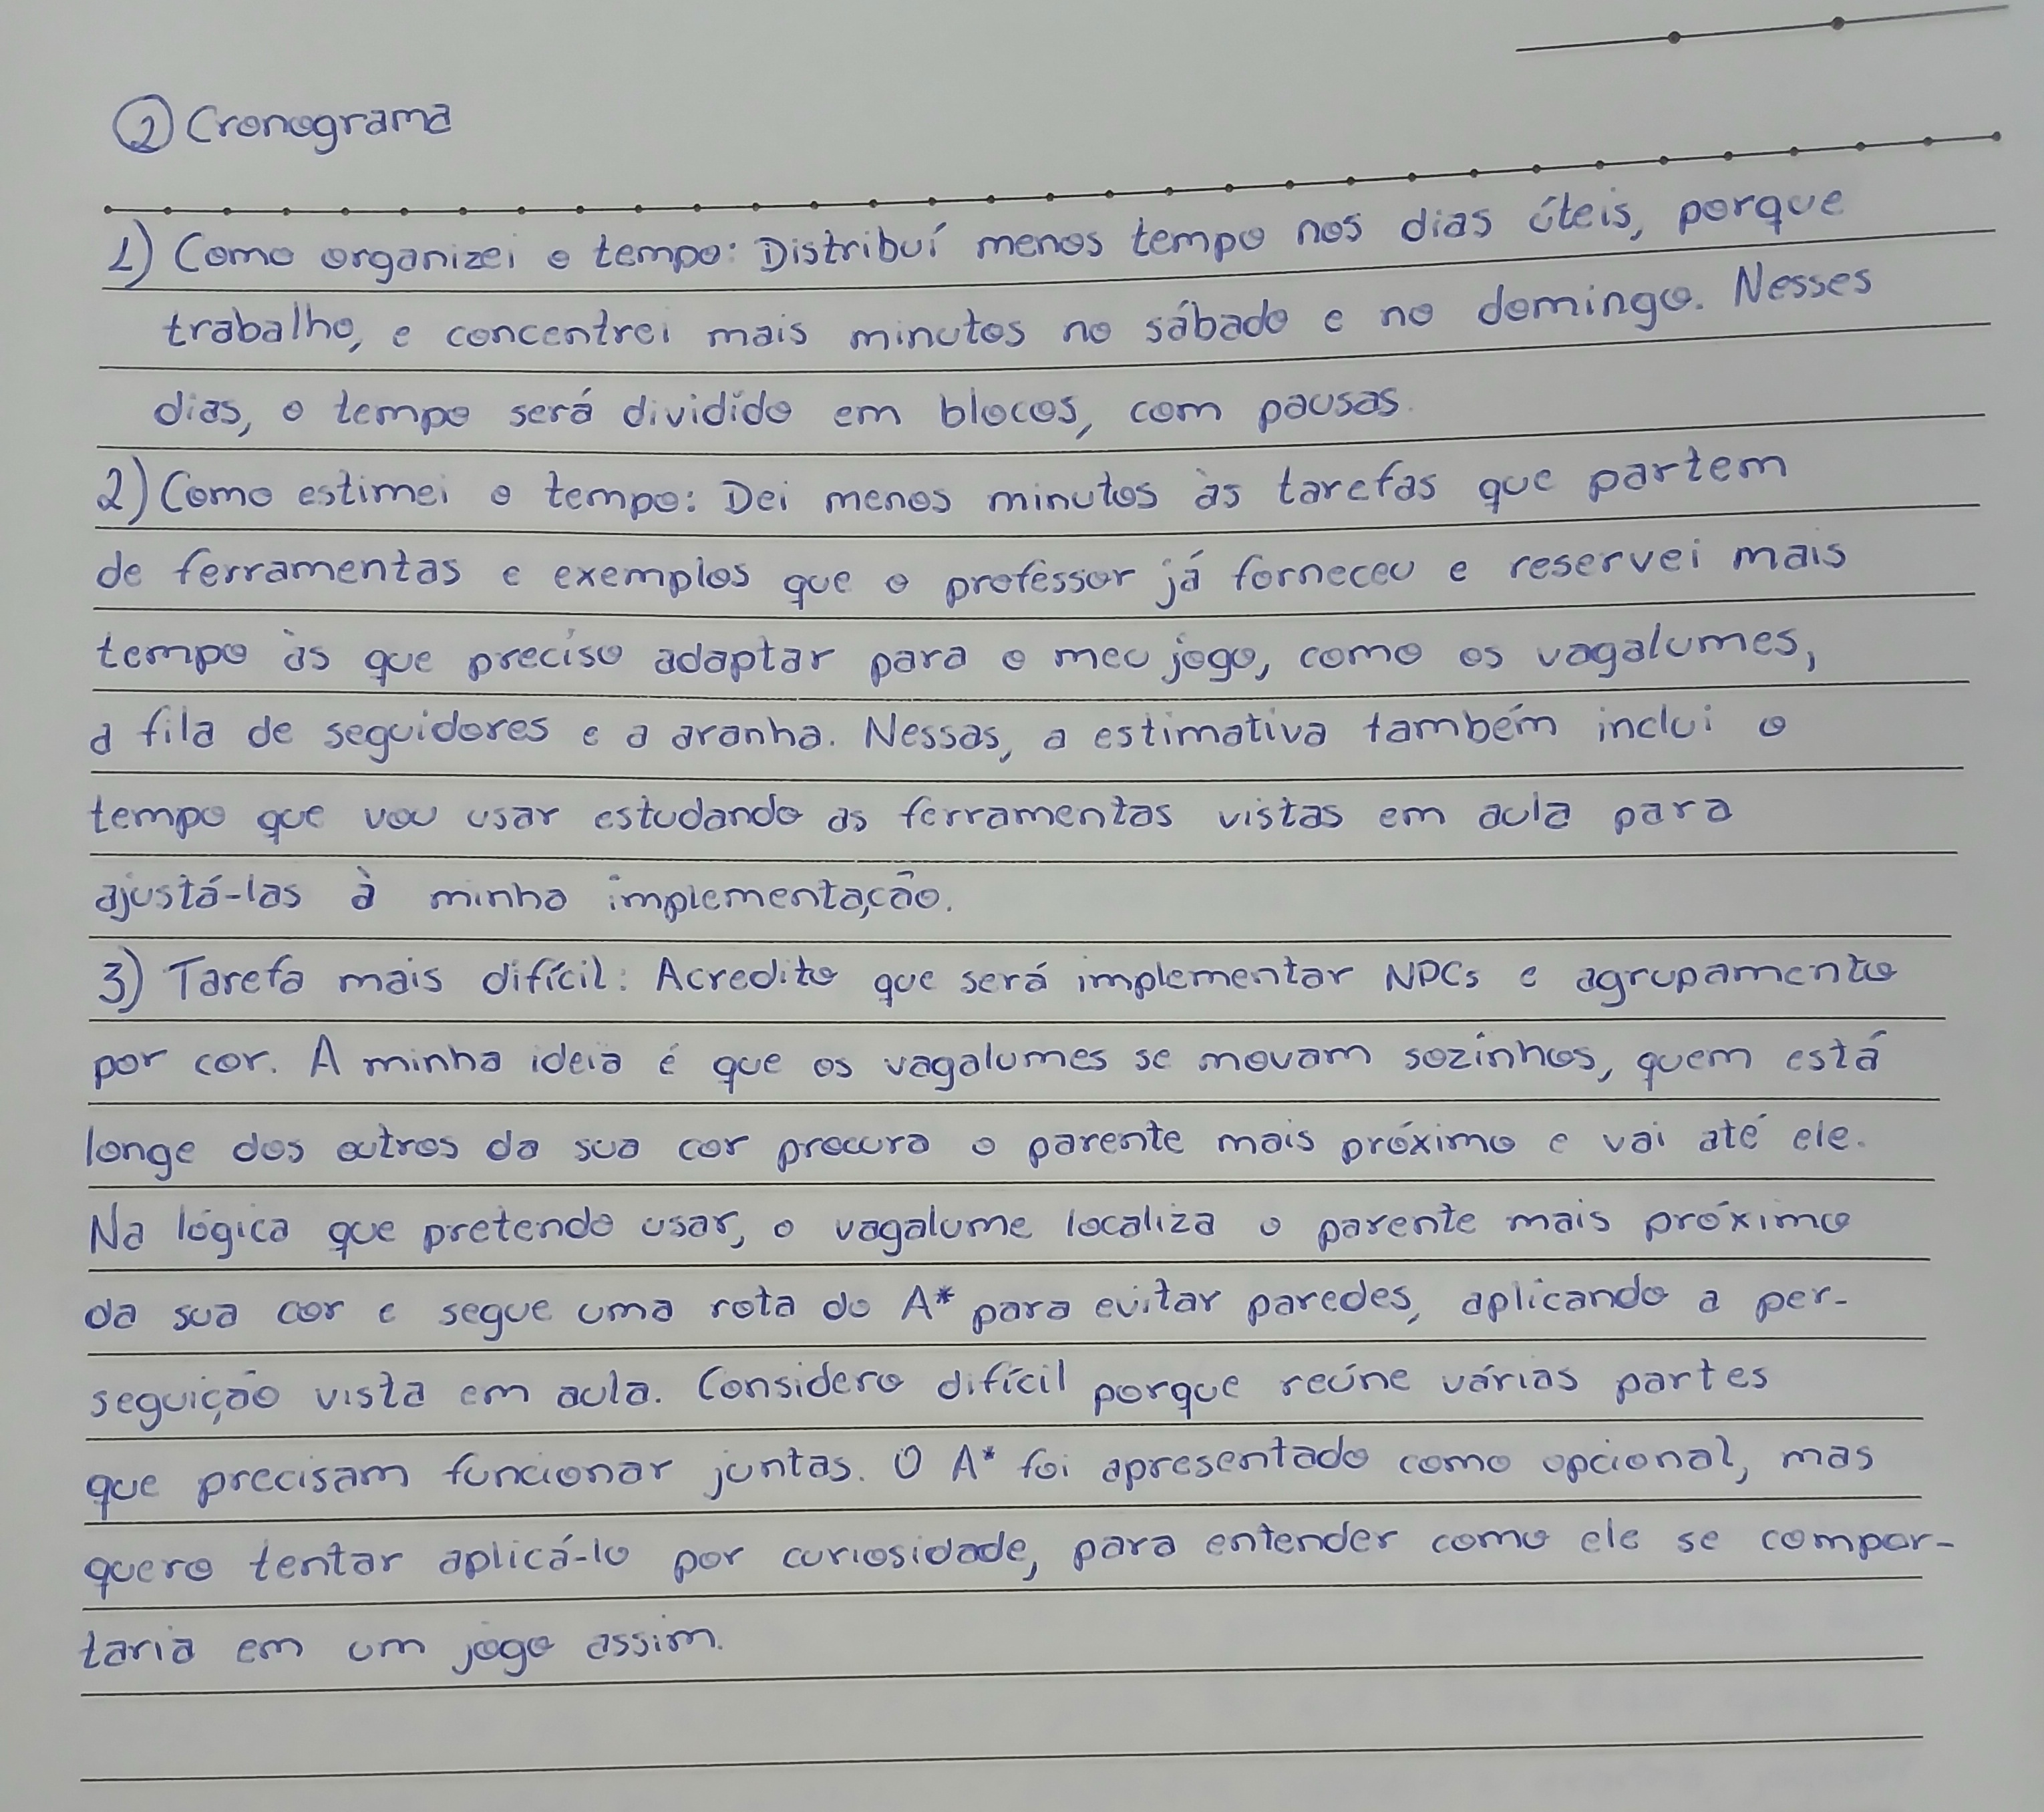 ② Cronograma
1) Como organizei o tempo: Distribuí menos tempo nos dias úteis, porque
trabalho, e concentrei mais minutos no sábado e no domingo. Nesses
dias, o tempo será dividido em blocos, com pausas.
2) Como estimei o tempo: Dei menos minutos às tarefas que partem
de ferramentas e exemplos que o professor já forneceu e reservei mais
tempo às que preciso adaptar para o meu jogo, como os vagalumes,
a fila de seguidores e a aranha. Nessas, a estimativa também inclui o
tempo que vou usar estudando as ferramentas vistas em aula para
ajustá-las à minha implementação.
3) Tarefa mais difícil: Acredito que será implementar NPCs e agrupamento
por cor. A minha ideia é que os vagalumes se movam sozinhos, quem está
longe dos outros da sua cor procura o parente mais próximo e vai até ele.
Na lógica que pretendo usar, o vagalume localiza o parente mais próximo
da sua cor e segue uma rota do A* para evitar paredes, aplicando a per-
seguição vista em aula. Considero difícil porque reúne várias partes
que precisam funcionar juntas. O A* foi apresentado como opcional, mas
quero tentar aplicá-lo por curiosidade, para entender como ele se compor-
taria em um jogo assim.